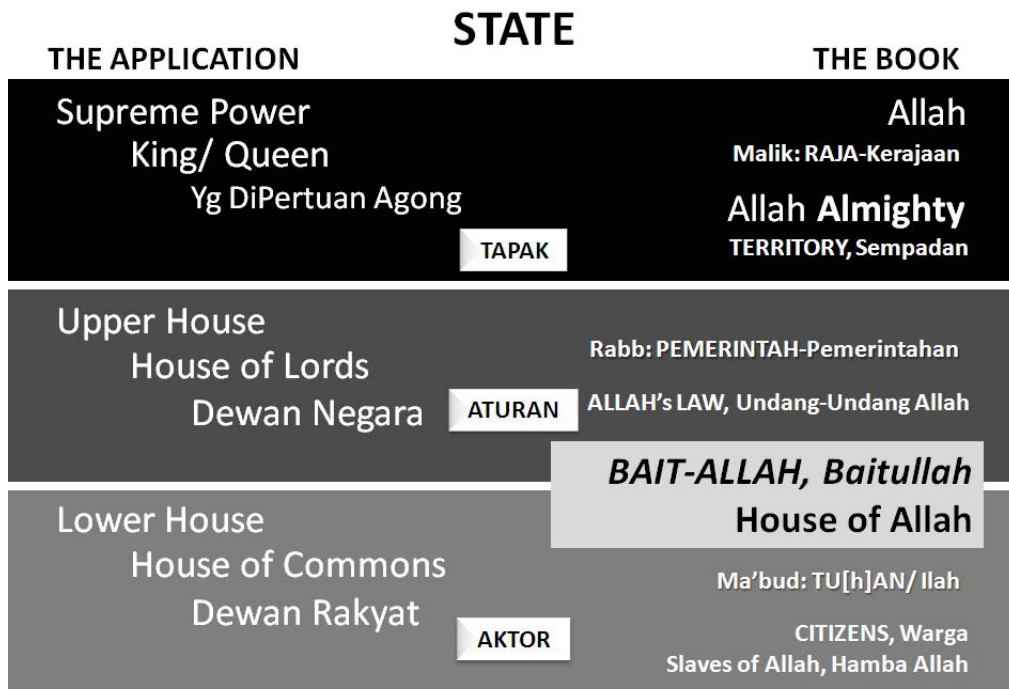 STATE
THE APPLICATION
THE BOOK
Supreme Power
King/ Queen
Yg DiPertuan Agong
TAPAK
Allah
Malik: RAJA-Kerajaan
Allah Almighty
TERRITORY, Sempadan
Upper House
House of Lords
Dewan Negara
ATURAN
Rabb: PEMERINTAH-Pemerintahan
ALLAH's LAW, Undang-Undang Allah
BAIT-ALLAH, Baitullah
House of Allah
Lower House
House of Commons
Dewan Rakyat
AKTOR
Ma'bud: TU[h]AN/ Ilah
CITIZENS, Warga
Slaves of Allah, Hamba Allah